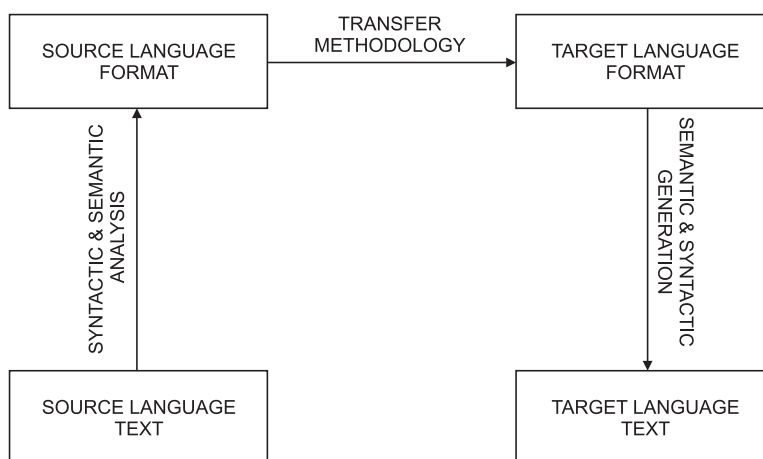 SOURCE LANGUAGE
FORMAT
TRANSFER
METHODOLOGY
TARGET LANGUAGE
FORMAT
SYNTACTIC & SEMANTIC
ANALYSIS
SEMANTIC & SYNTACTIC
GENERATION
SOURCE LANGUAGE
TEXT
TARGET LANGUAGE
TEXT